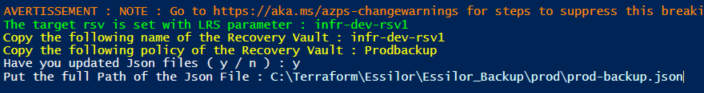 AVERTISSEMENT : NOTE : Go to https://aka.ms/azps-changewarnings for steps to suppress this breaki
The target rsv is set with LRS parameter : infr-dev-rsv1
Copy the following name of the Recovery Vault : infr-dev-rsv1
Copy the following policy of the Recovery Vault : Prodbackup
Have you updated Json files ( y / n ) : y
Put the full Path of the Json File : C:\Terraform\Essilor\Essilor_Backup\prod\prod-backup.json